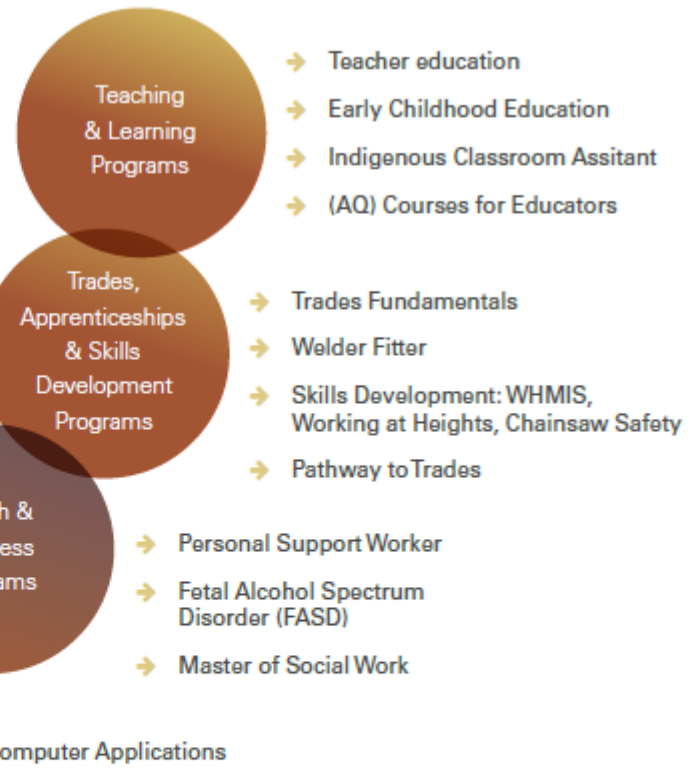 Teaching
& Learning
Programs
Teacher education
Early Childhood Education
Indigenous Classroom Assitant
(AQ) Courses for Educators
Trades,
Apprenticeships
& Skills
Development
Programs
Trades Fundamentals
Welder Fitter
Skills Development: WHMIS,
Working at Heights, Chainsaw Safety
Pathway to Trades
h &
ess
ams
Personal Support Worker
Fetal Alcohol Spectrum
Disorder (FASD)
Master of Social Work
omputer Applications